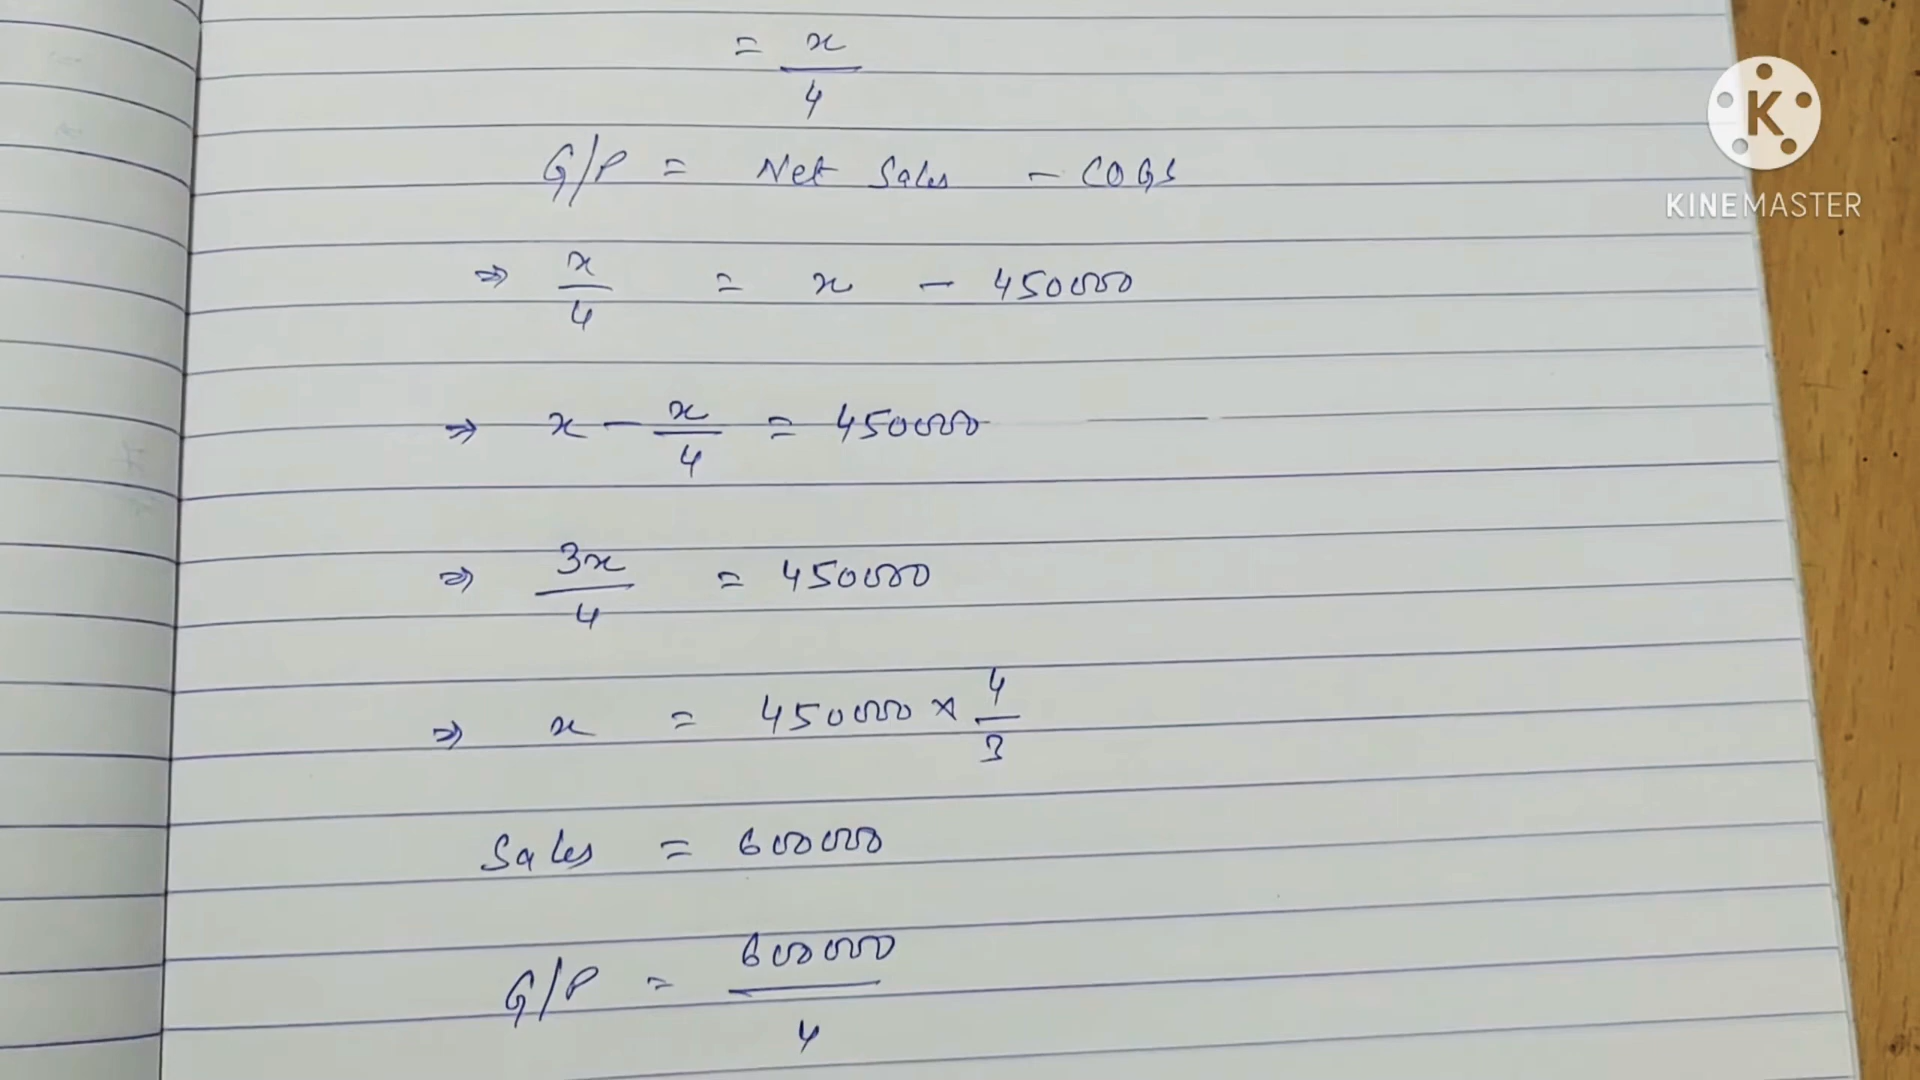 = x/4
G/P = Net Sales - COGS
K
KINEMASTER
⇒ x/4 = x - 450000
⇒ x - x/4 = 450000
⇒ 3x/4 = 450000
⇒ x = 450000 × 4/3
Sales = 600000
G/P = 600000/4